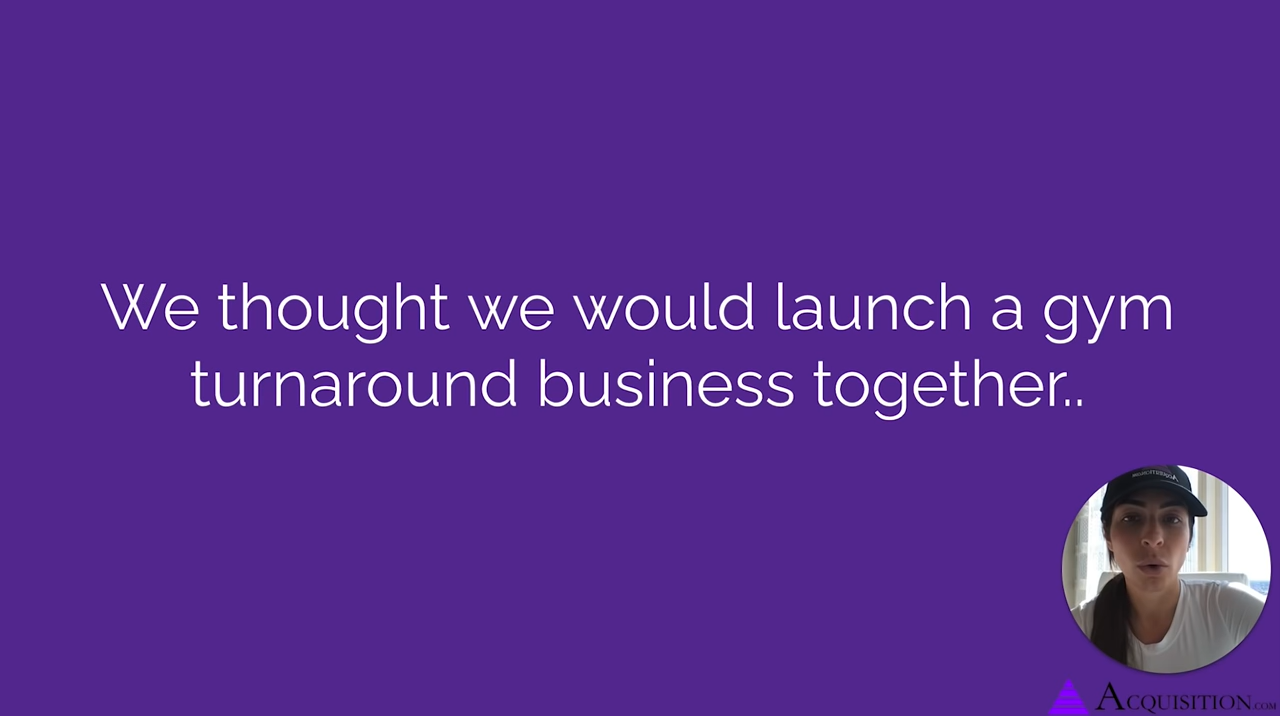 We thought we would launch a gym
turnaround business together..
ACQUISITION.COM